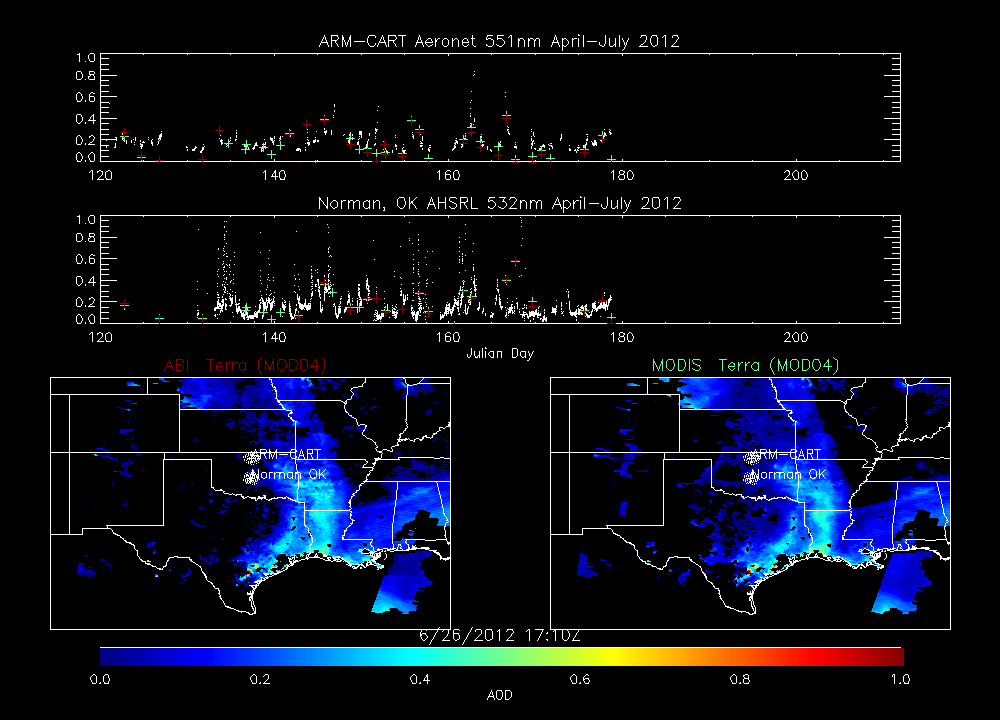 ARM-CART Aeronet 551nm April-July 2012
1.0
0.8
0.6
0.4
0.2
0.0
120 140 160 180 200
Norman, OK AHSRL 532nm April-July 2012
1.0
0.8
0.6
0.4
0.2
0.0
120 140 160 180 200
Julian Day
ABI Terra (MOD04) MODIS Terra (MOD04)
ARM-CART ARM-CART
Norman OK Norman OK
6/26/2012 17:10Z
0.0 0.2 0.4 0.6 0.8 1.0
AOD